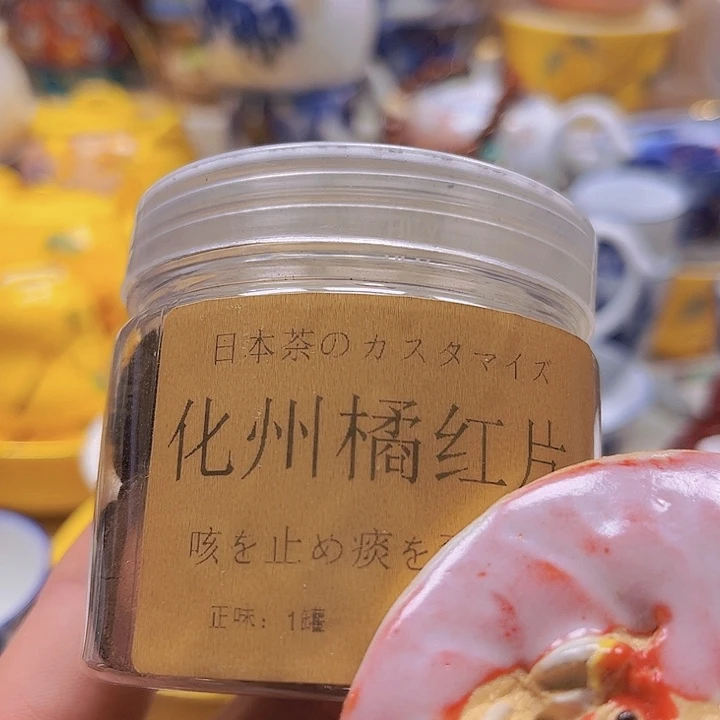 日本茶のカスタマイズ
化州橘红片
咳を止め痰を
正味：1罐